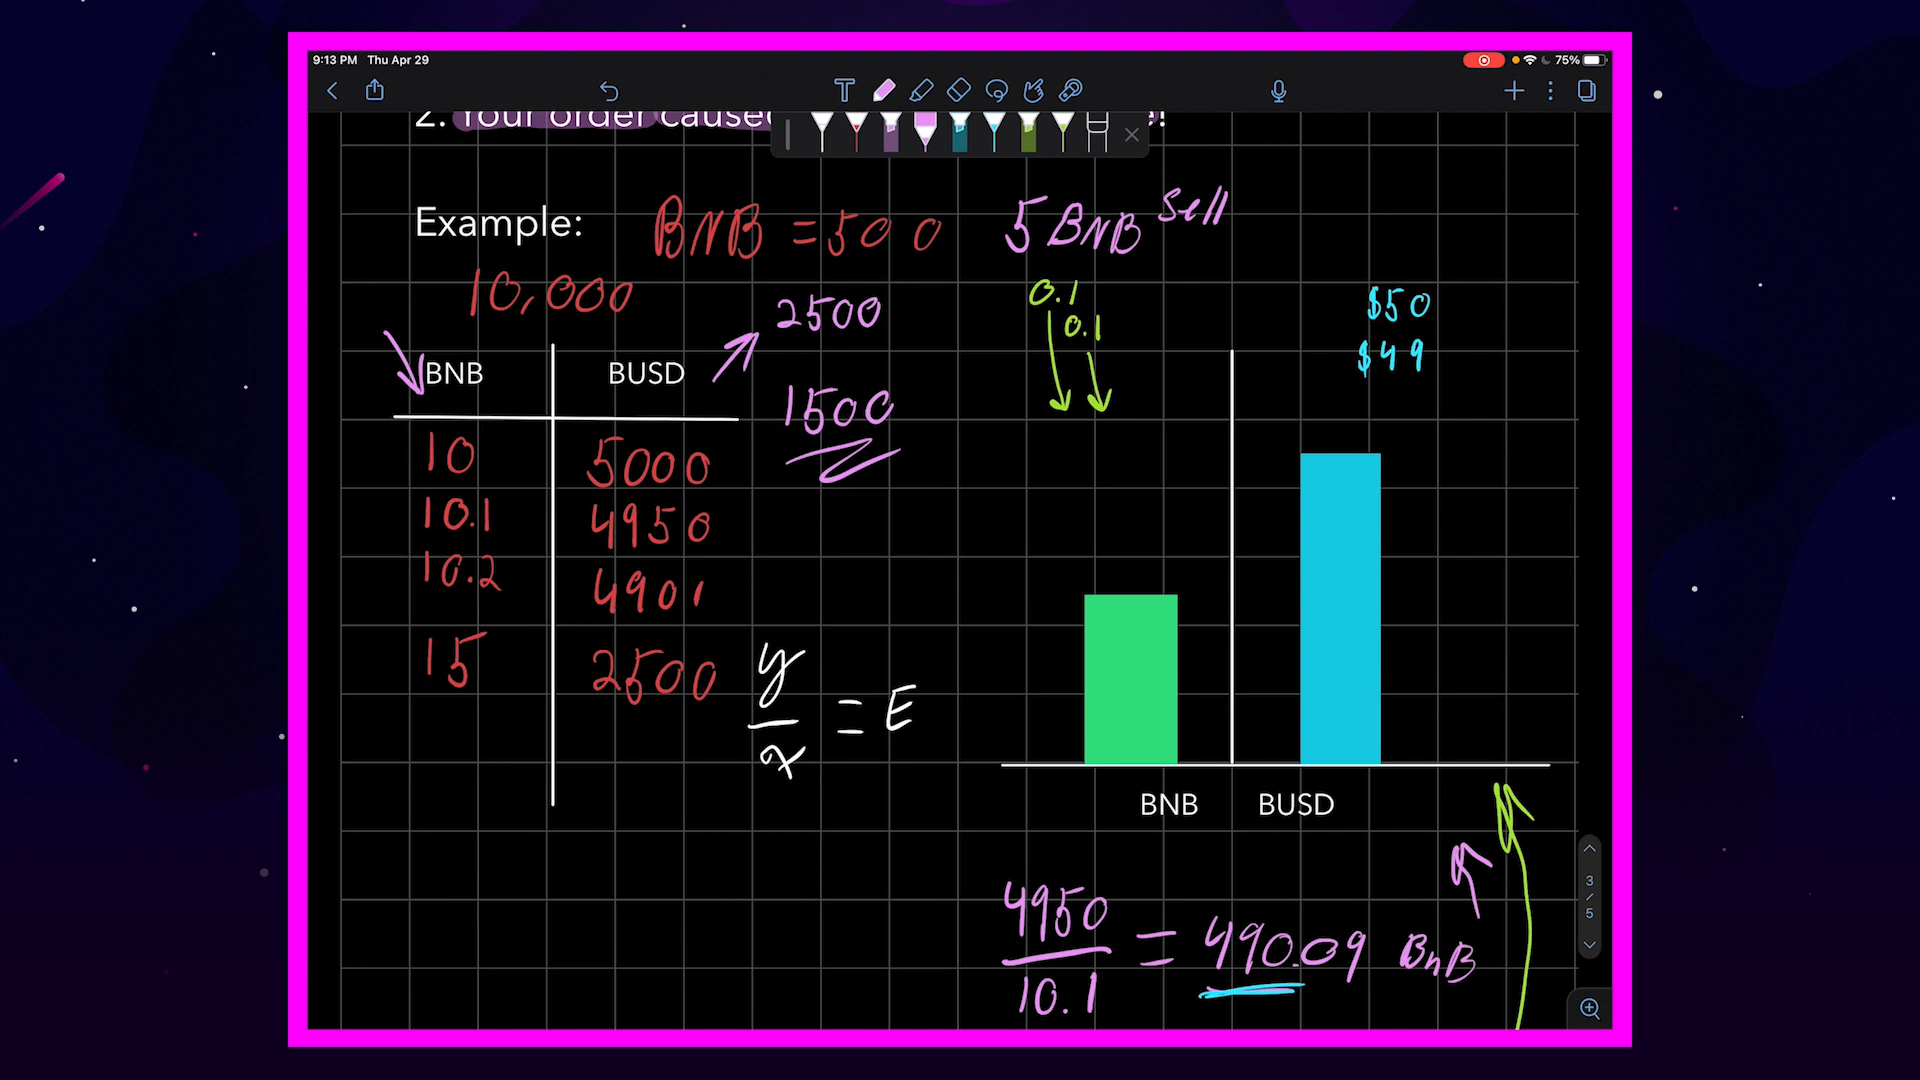 9:13 PM Thu Apr 29
75%
2. Your order caused
e!
Example:
BNB = 500
5 BNB Sell
10,000
2500
0.1
0.1
$50
$49
BNB BUSD
1500
10 5000
10.1 4950
10.2 4901
15 2500
y/x = E
BNB BUSD
3
/
5
4950/10.1 = 490.09 BnB